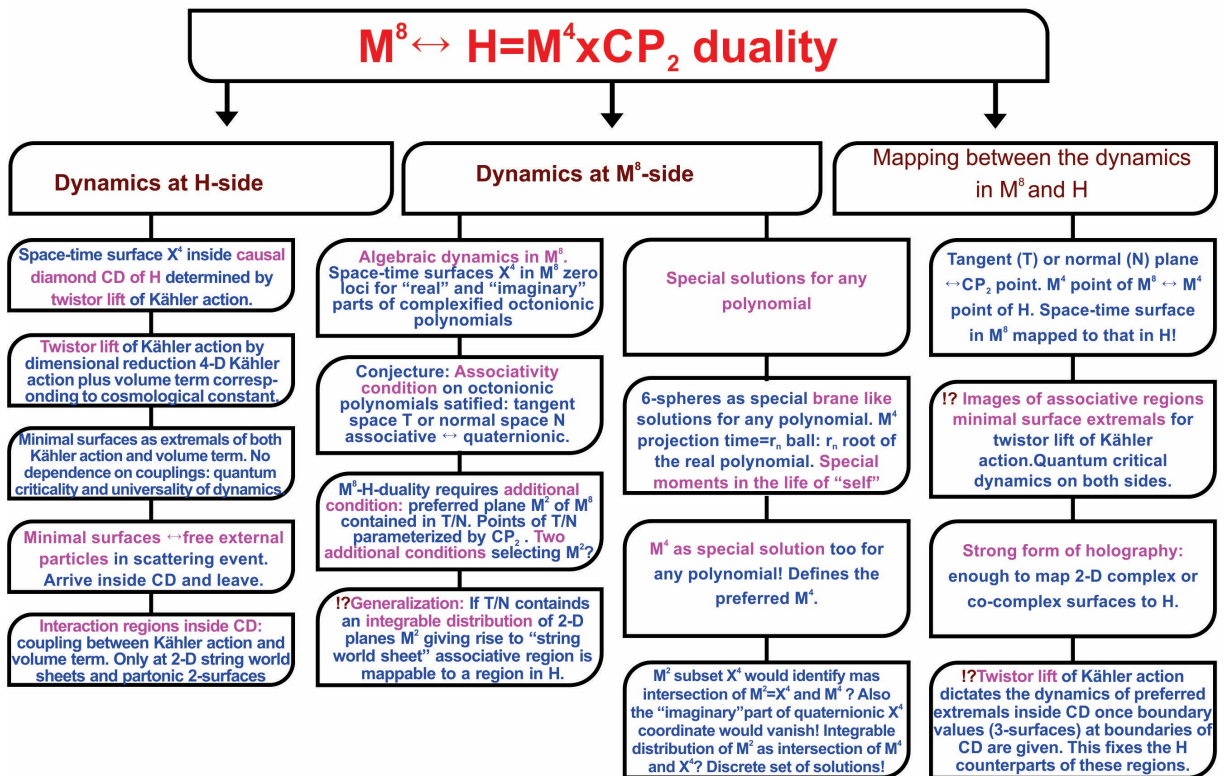 M⁸ ↔ H=M⁴xCP₂ duality
Dynamics at H-side
Space-time surface X⁴ inside causal
diamond CD of H determined by
twistor lift of Kähler action.
Twistor lift of Kähler action by
dimensional reduction 4-D Kähler
action plus volume term corresp-
onding to cosmological constant.
Minimal surfaces as extremals of both
Kähler action and volume term. No
dependence on couplings: quantum
criticality and universality of dynamics
Minimal surfaces ↔free external
particles in scattering event.
Arrive inside CD and leave.
Interaction regions inside CD:
coupling between Kähler action and
volume term. Only at 2-D string world
sheets and partonic 2-surfaces
Dynamics at M⁸-side
Algebraic dynamics in M⁸.
Space-time surfaces X⁴ in M⁸ zero
loci for “real” and “imaginary”
parts of complexified octonionic
polynomials
Conjecture: Associativity
condition on octonionic
polynomials satified: tangent
space T or normal space N
associative ↔ quaternionic.
M⁸-H-duality requires additional
condition: preferred plane M² of M⁸
contained in T/N. Points of T/N
parameterized by CP₂ . Two
additional conditions selecting M²?
!?Generalization: If T/N containds
an integrable distribution of 2-D
planes M² giving rise to “string
world sheet” associative region is
mappable to a region in H.
Special solutions for any
polynomial
6-spheres as special brane like
solutions for any polynomial. M⁴
projection time=rₙ ball: rₙ root of
the real polynomial. Special
moments in the life of “self”
M⁴ as special solution too for
any polynomial! Defines the
preferred M⁴.
M² subset X⁴ would identify mas
intersection of M²=X⁴ and M⁴ ? Also
the “imaginary”part of quaternionic X⁴
coordinate would vanish! Integrable
distribution of M² as intersection of M⁴
and X⁴? Discrete set of solutions!
Mapping between the dynamics
in M⁸ and H
Tangent (T) or normal (N) plane
↔CP₂ point. M⁴ point of M⁸ ↔ M⁴
point of H. Space-time surface
in M⁸ mapped to that in H!
!? Images of associative regions
minimal surface extremals for
twistor lift of Kähler
action.Quantum critical
dynamics on both sides.
Strong form of holography:
enough to map 2-D complex or
co-complex surfaces to H.
!?Twistor lift of Kähler action
dictates the dynamics of preferred
extremals inside CD once boundary
values (3-surfaces) at boundaries of
CD are given. This fixes the H
counterparts of these regions.